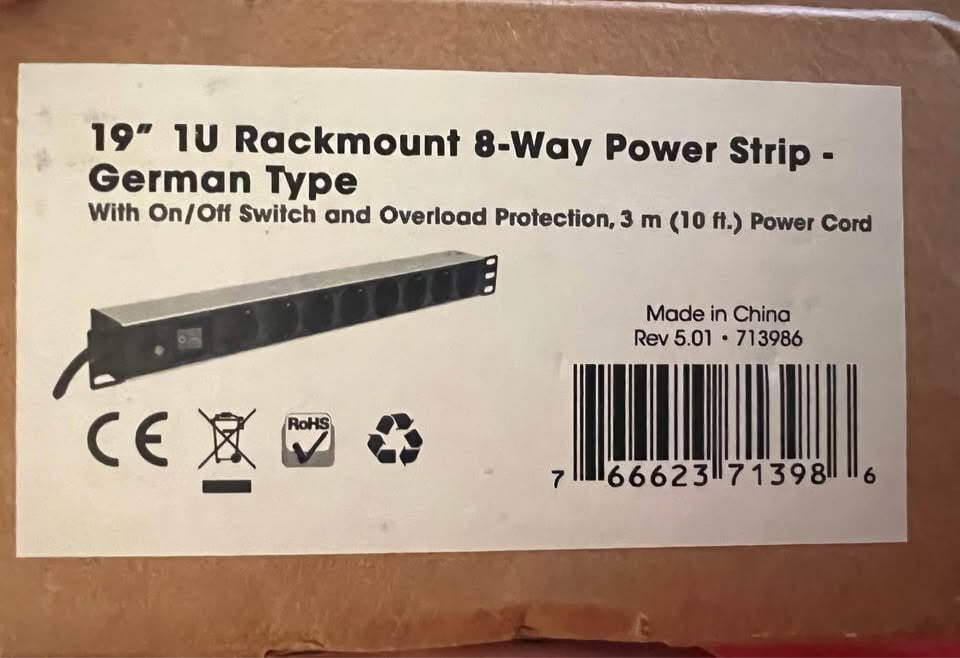 19" 1U Rackmount 8-Way Power Strip -
German Type
With On/Off Switch and Overload Protection, 3 m (10 ft.) Power Cord
Made in China
Rev 5.01 • 713986
CE
RoHS
7 66623 71398 6